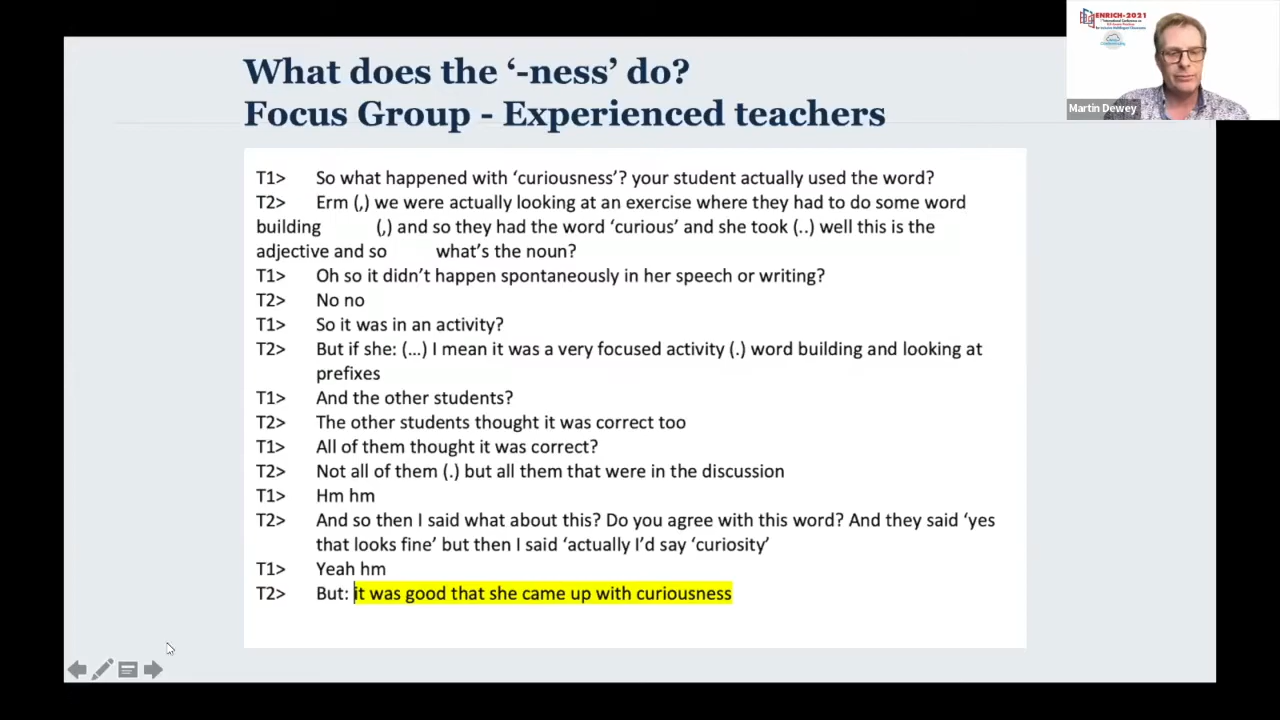 What does the ‘-ness’ do?
Focus Group - Experienced teachers
ENRICH-2021
Martin Dewey
T1> So what happened with ‘curiousness’? your student actually used the word?
T2> Erm (,) we were actually looking at an exercise where they had to do some word
building (,) and so they had the word ‘curious’ and she took (..) well this is the
adjective and so what’s the noun?
T1> Oh so it didn’t happen spontaneously in her speech or writing?
T2> No no
T1> So it was in an activity?
T2> But if she: (…) I mean it was a very focused activity (.) word building and looking at
prefixes
T1> And the other students?
T2> The other students thought it was correct too
T1> All of them thought it was correct?
T2> Not all of them (.) but all them that were in the discussion
T1> Hm hm
T2> And so then I said what about this? Do you agree with this word? And they said ‘yes
that looks fine’ but then I said ‘actually I’d say ‘curiosity’
T1> Yeah hm
T2> But: it was good that she came up with curiousness